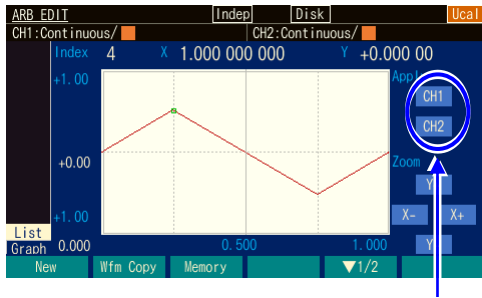 ARB EDIT Indep Disk Ucal
CH1:Continuous/ CH2:Continuous/
Index 4 X 1.000 000 000 Y +0.000 00
+1.00 Apply
CH1
CH2
+0.00 Zoom
Y
X- X+
+1.00
List
Y
Graph 0.000 0.500 1.000
New Wfm Copy Memory ▼1/2